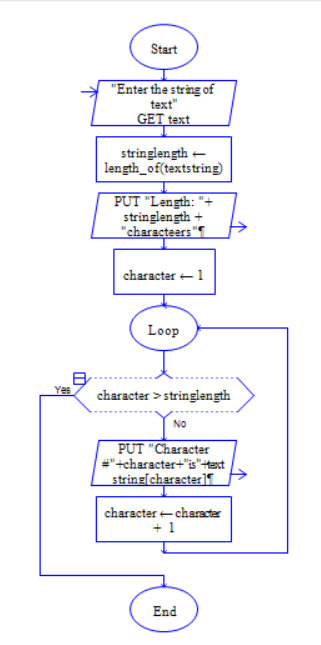 Start
"Enter the string of
text"
GET text
stringlength ←
length_of(textstring)
PUT "Length: "+
stringlength +
"characteers"¶
character ← 1
Loop
character > stringlength
Yes
No
PUT "Character
#"+character+"is"+text
string[character]¶
character ← character
+ 1
End